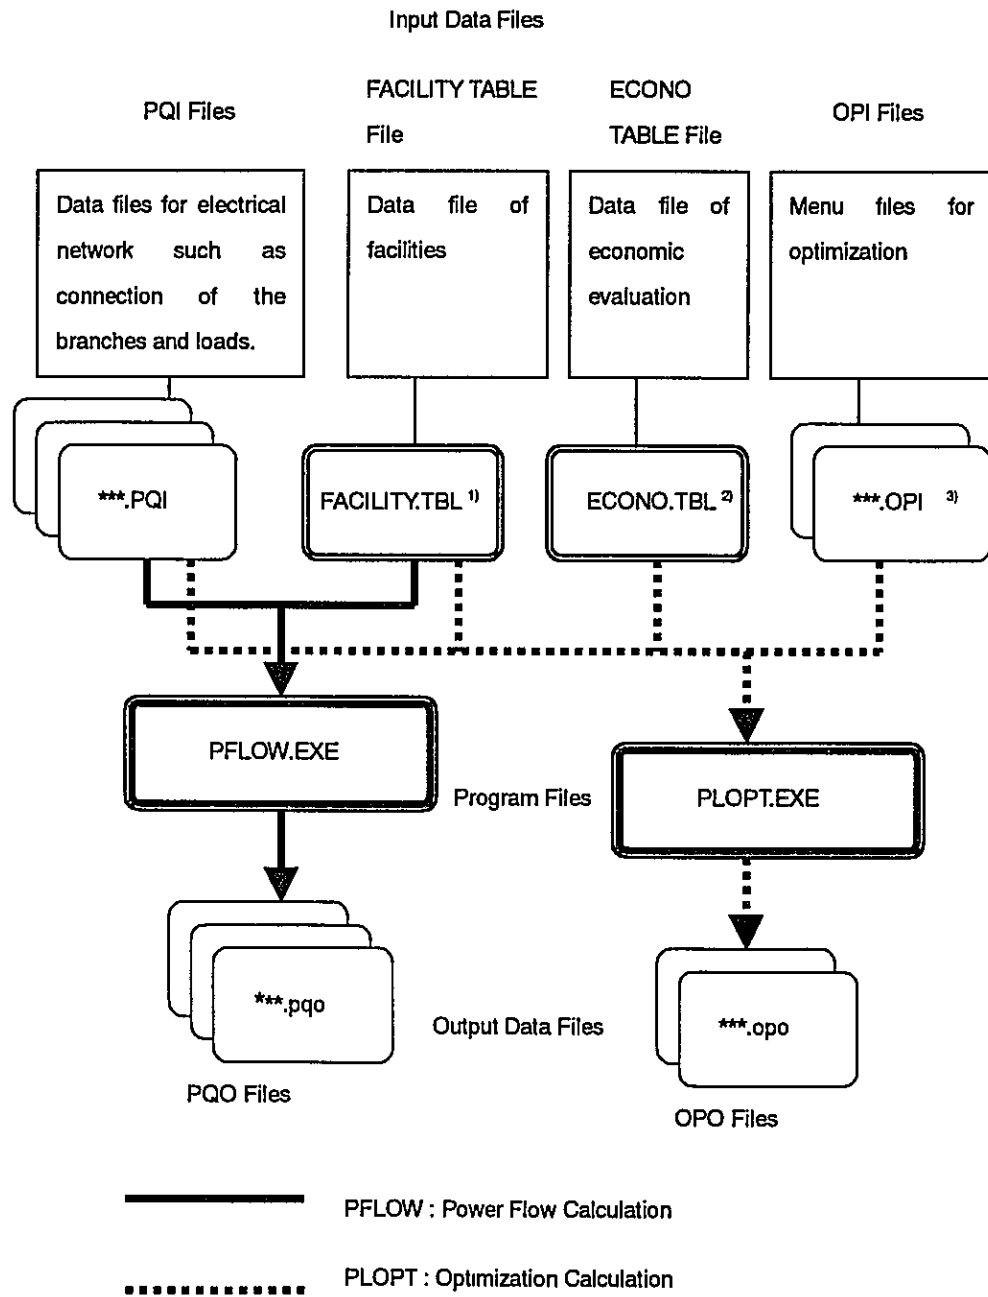 Input Data Files
PQI Files
FACILITY TABLE
File
ECONO
TABLE File
OPI Files
Data files for electrical
network such as
connection of the
branches and loads.
Data file of
facilities
Data file of
economic
evaluation
Menu files for
optimization
***.PQI
FACILITY.TBL 1)
ECONO.TBL 2)
***.OPI 3)
PFLOW.EXE
Program Files
PLOPT.EXE
***.pqo
Output Data Files
***.opo
PQO Files
OPO Files
PFLOW : Power Flow Calculation
PLOPT : Optimization Calculation